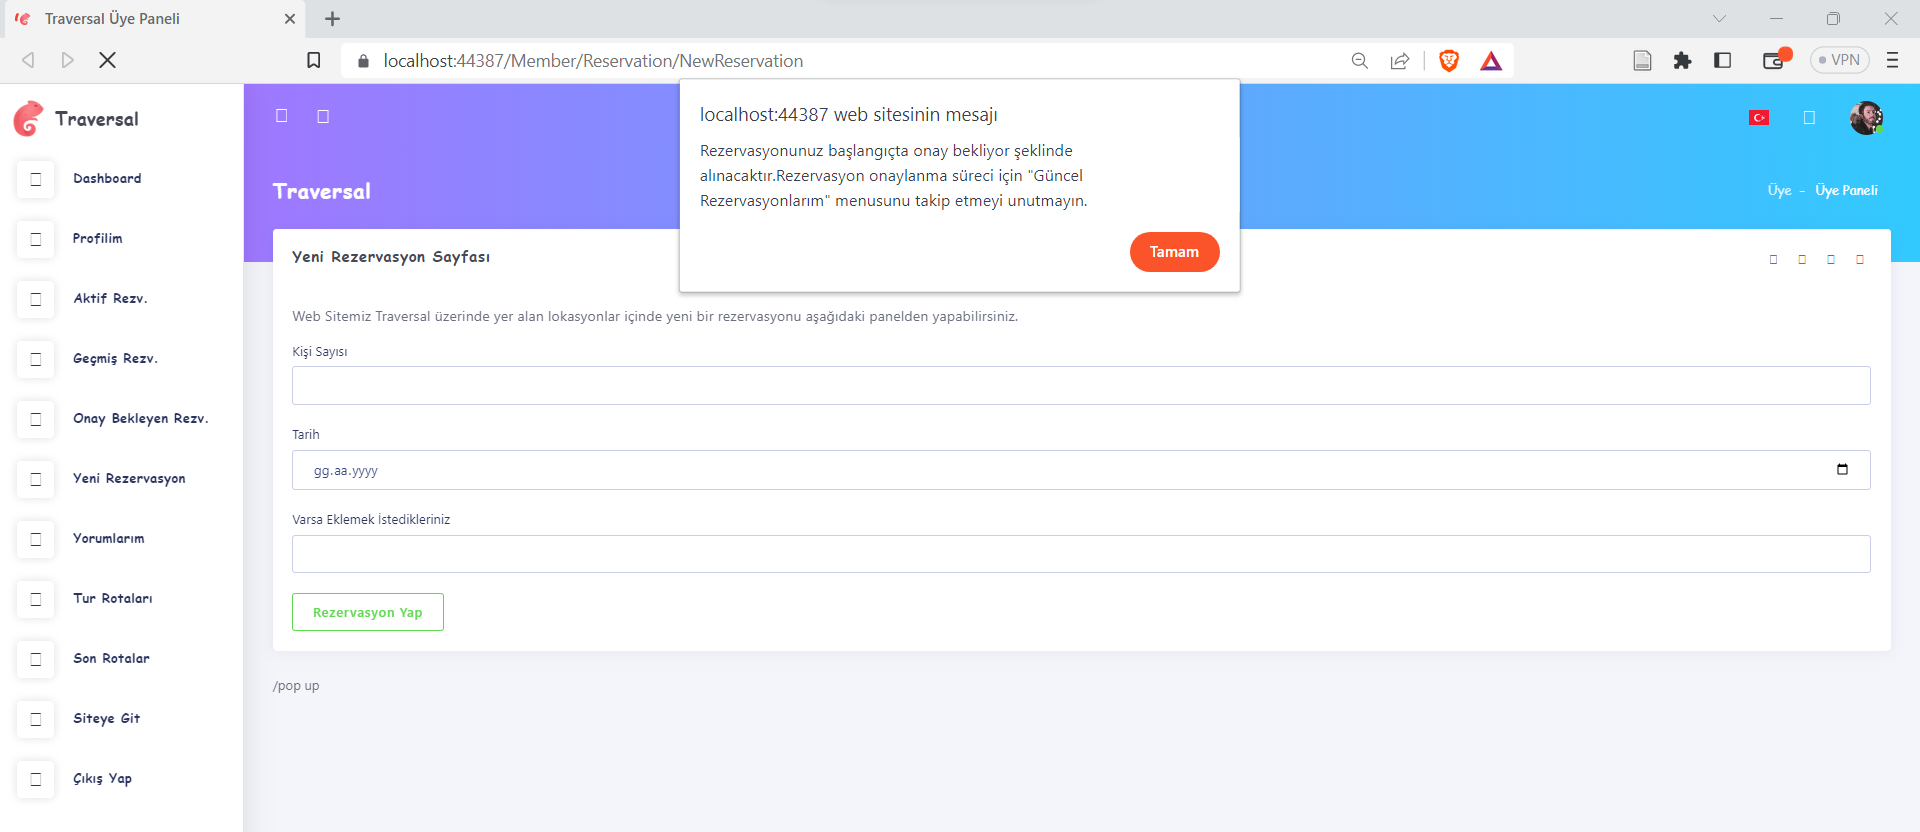 Traversal Üye Paneli
localhost:44387/Member/Reservation/NewReservation
VPN
Traversal
Dashboard
Profilim
Aktif Rezv.
Geçmiş Rezv.
Onay Bekleyen Rezv.
Yeni Rezervasyon
Yorumlarım
Tur Rotaları
Son Rotalar
Siteye Git
Çıkış Yap
Traversal
Üye - Üye Paneli
localhost:44387 web sitesinin mesajı
Rezervasyonunuz başlangıçta onay bekliyor şeklinde
alınacaktır.Rezervasyon onaylanma süreci için "Güncel
Rezervasyonlarım" menusunu takip etmeyi unutmayın.
Tamam
Yeni Rezervasyon Sayfası
Web Sitemiz Traversal üzerinde yer alan lokasyonlar içinde yeni bir rezervasyonu aşağıdaki panelden yapabilirsiniz.
Kişi Sayısı
Tarih
gg.aa.yyyy
Varsa Eklemek İstedikleriniz
Rezervasyon Yap
/pop up